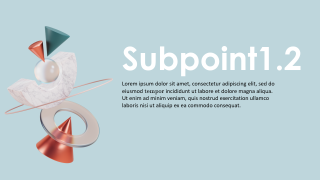 Subpoint1.2
Lorem ipsum dolor sit amet, consectetur adipiscing elit, sed do
eiusmod tempor incididunt ut labore et dolore magna aliqua.
Ut enim ad minim veniam, quis nostrud exercitation ullamco
laboris nisi ut aliquip ex ea commodo consequat.